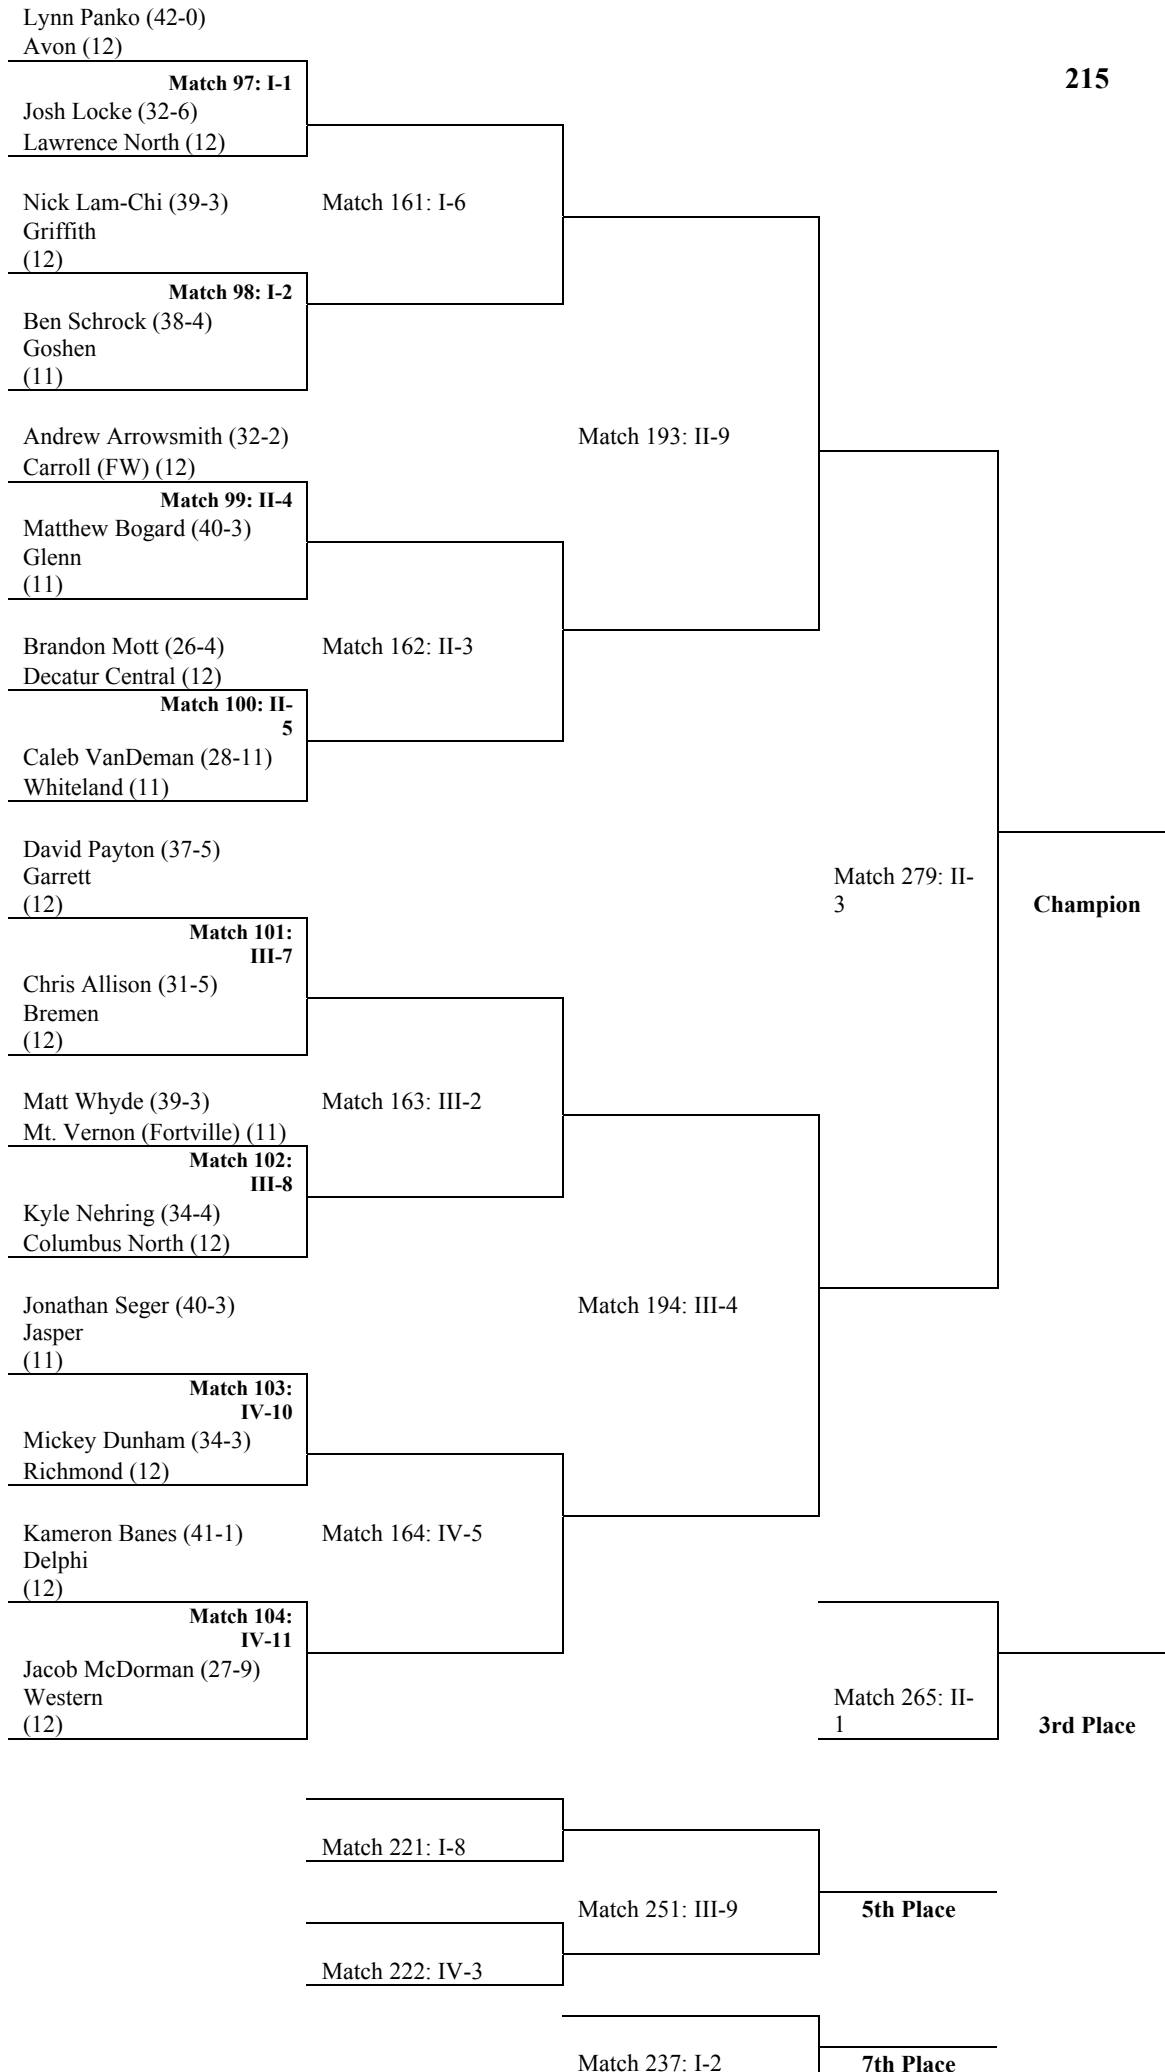 Lynn Panko (42-0)
Avon (12)
215
Match 97: I-1
Josh Locke (32-6)
Lawrence North (12)
Nick Lam-Chi (39-3)
Match 161: I-6
Griffith
(12)
Match 98: I-2
Ben Schrock (38-4)
Goshen
(11)
Andrew Arrowsmith (32-2)
Match 193: II-9
Carroll (FW) (12)
Match 99: II-4
Matthew Bogard (40-3)
Glenn
(11)
Brandon Mott (26-4)
Match 162: II-3
Decatur Central (12)
Match 100: II-
5
Caleb VanDeman (28-11)
Whiteland (11)
David Payton (37-5)
Garrett
(12)
Match 279: II-
3
Champion
Match 101:
III-7
Chris Allison (31-5)
Bremen
(12)
Matt Whyde (39-3)
Match 163: III-2
Mt. Vernon (Fortville) (11)
Match 102:
III-8
Kyle Nehring (34-4)
Columbus North (12)
Jonathan Seger (40-3)
Match 194: III-4
Jasper
(11)
Match 103:
IV-10
Mickey Dunham (34-3)
Richmond (12)
Kameron Banes (41-1)
Match 164: IV-5
Delphi
(12)
Match 104:
IV-11
Jacob McDorman (27-9)
Western
(12)
Match 265: II-
1
3rd Place
Match 221: I-8
Match 251: III-9
5th Place
Match 222: IV-3
Match 237: I-2
7th Place